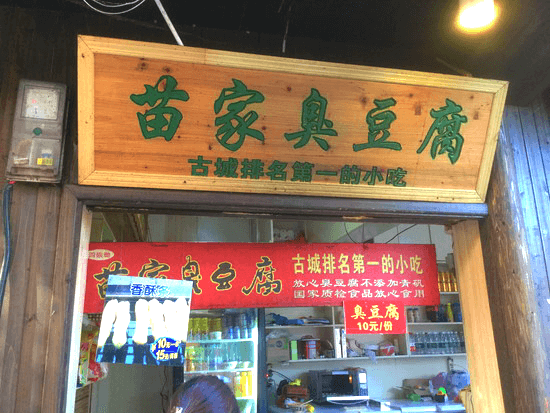 苗家臭豆腐
古城排名第一的小吃
苗家臭豆腐
古城排名第一的小吃
放心臭豆腐不添加青矾
国家质检食品放心食用
臭豆腐
10元/份
香酥